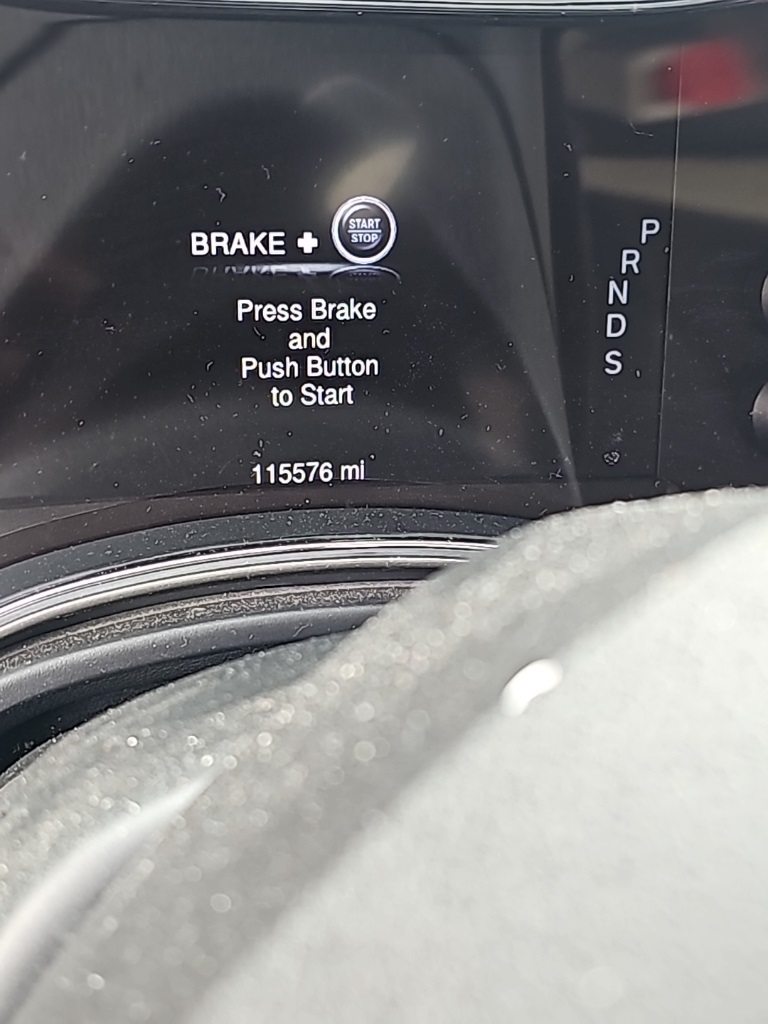 BRAKE + START
STOP
Press Brake
and
Push Button
to Start
115576 mi
P
R
N
D
S